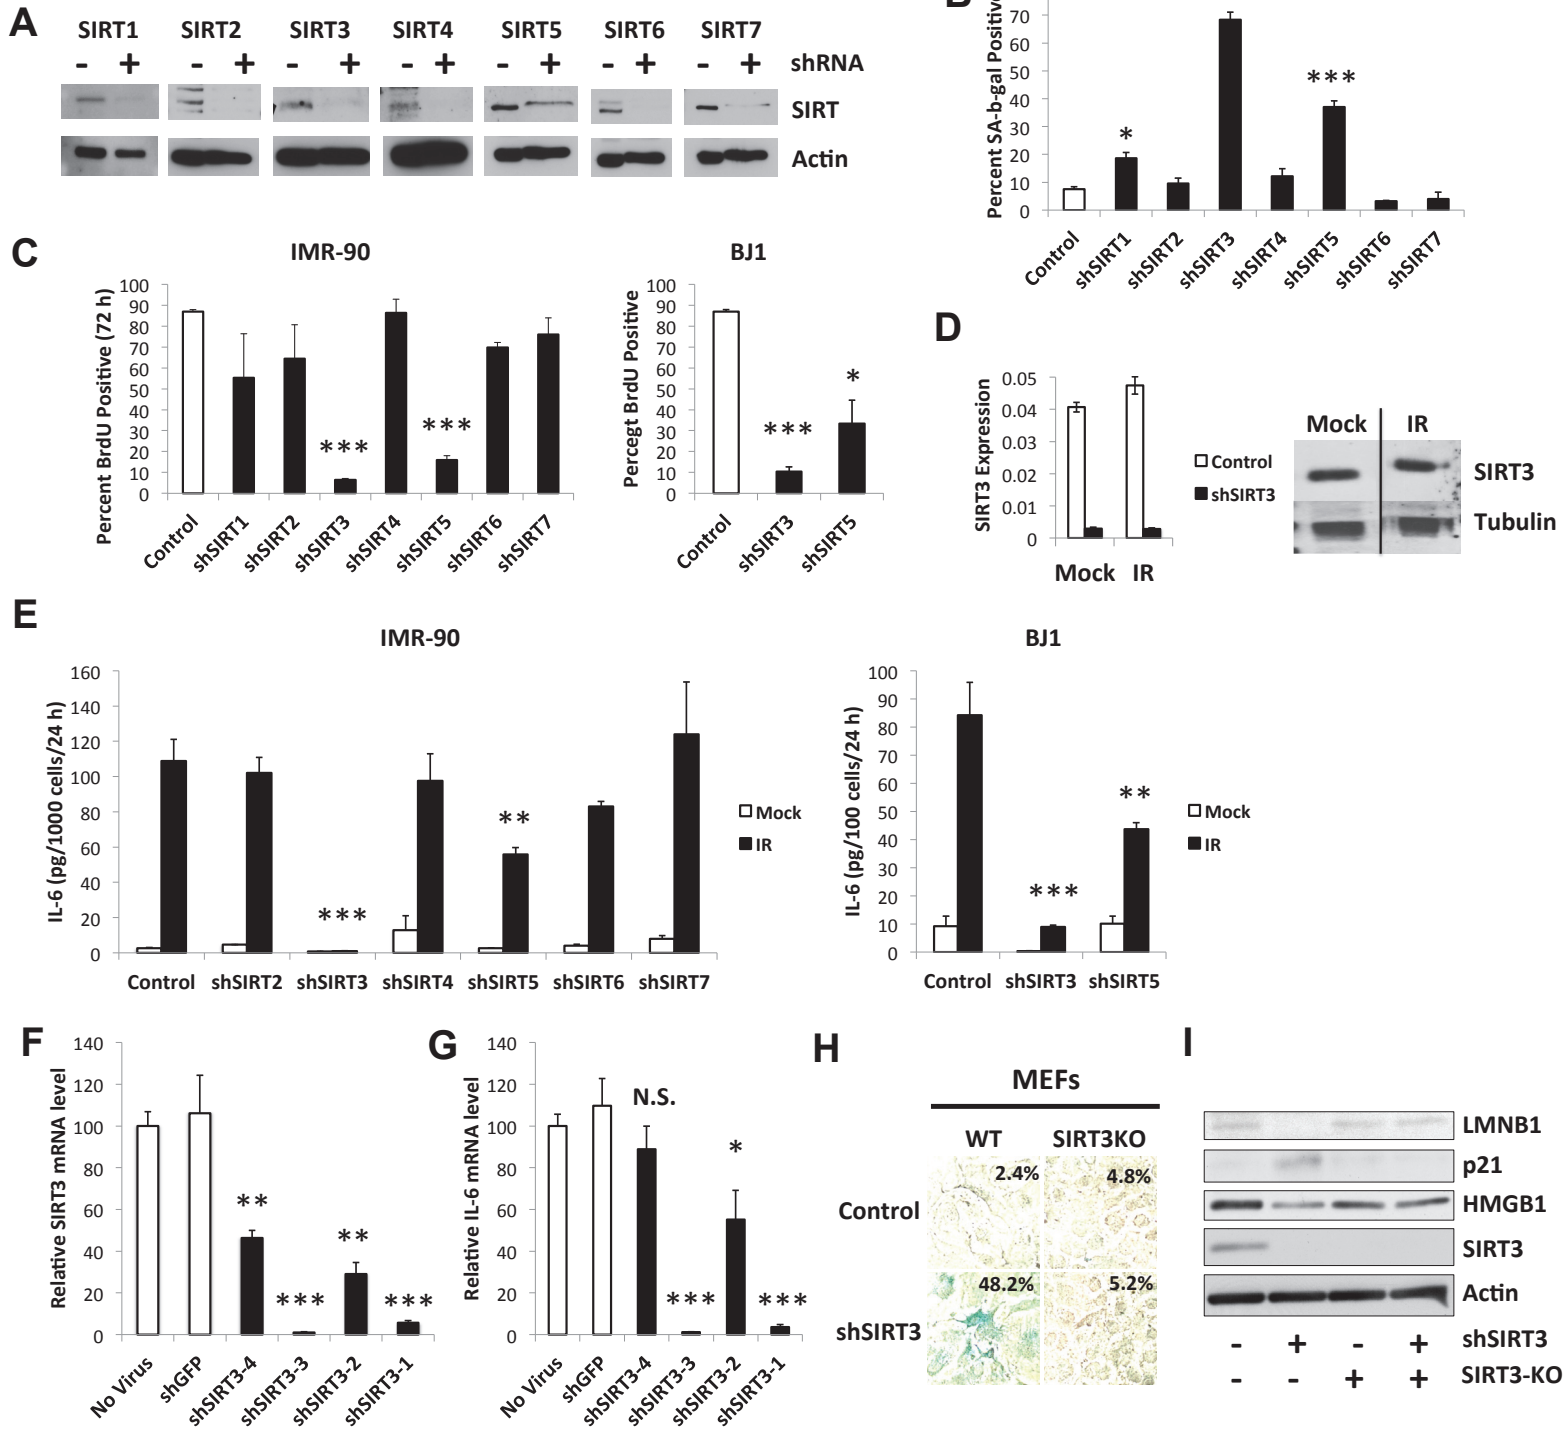 A
SIRT1 SIRT2 SIRT3 SIRT4 SIRT5 SIRT6 SIRT7
- + - + - + - + - + - + - + shRNA
SIRT
Actin
Percent SA-b-gal Positive
70
60
50
40
30
20
10
0
*
***
Control shSIRT1 shSIRT2 shSIRT3 shSIRT4 shSIRT5 shSIRT6 shSIRT7
C
IMR-90
Percent BrdU Positive (72 h)
100
90
80
70
60
50
40
30
20
10
0
***
***
Control shSIRT1 shSIRT2 shSIRT3 shSIRT4 shSIRT5 shSIRT6 shSIRT7
BJ1
Percegt BrdU Positive
100
90
80
70
60
50
40
30
20
10
0
***
*
Control shSIRT3 shSIRT5
D
SIRT3 Expression
0.05
0.04
0.03
0.02
0.01
0
Mock IR
Control
shSIRT3
Mock IR
SIRT3
Tubulin
E
IMR-90
IL-6 (pg/1000 cells/24 h)
160
140
120
100
80
60
40
20
0
***
**
Control shSIRT2 shSIRT3 shSIRT4 shSIRT5 shSIRT6 shSIRT7
Mock
IR
BJ1
IL-6 (pg/100 cells/24 h)
100
90
80
70
60
50
40
30
20
10
0
***
**
Control shSIRT3 shSIRT5
Mock
IR
F
Relative SIRT3 mRNA level
140
120
100
80
60
40
20
0
**
***
**
***
No Virus shGFP shSIRT3-4 shSIRT3-3 shSIRT3-2 shSIRT3-1
G
Relative IL-6 mRNA level
140
120
100
80
60
40
20
0
N.S.
***
*
***
No Virus shGFP shSIRT3-4 shSIRT3-3 shSIRT3-2 shSIRT3-1
H
MEFs
WT SIRT3KO
Control
2.4% 4.8%
shSIRT3
48.2% 5.2%
I
LMNB1
p21
HMGB1
SIRT3
Actin
- + - + shSIRT3
- - + + SIRT3-KO